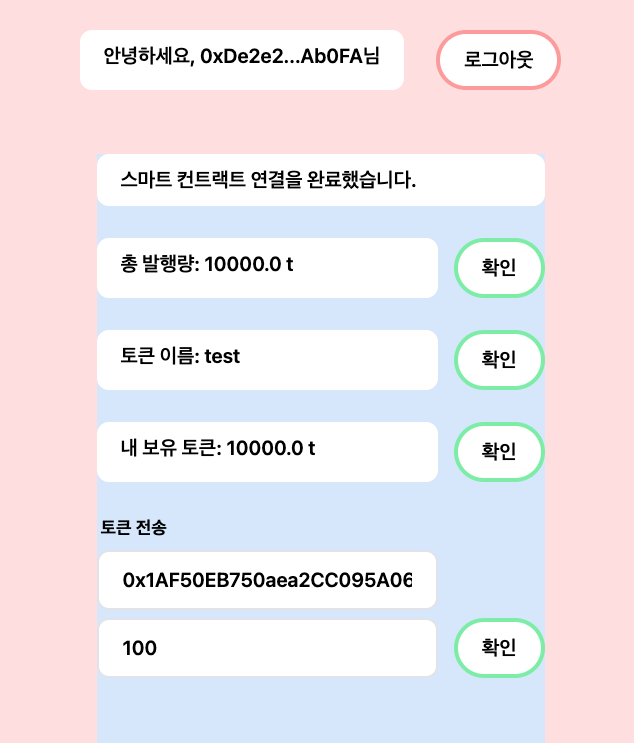 안녕하세요, 0xDe2e2...Ab0FA님
로그아웃
스마트 컨트랙트 연결을 완료했습니다.
총 발행량: 10000.0 t
확인
토큰 이름: test
확인
내 보유 토큰: 10000.0 t
확인
토큰 전송
0x1AF50EB750aea2CC095A06
100
확인